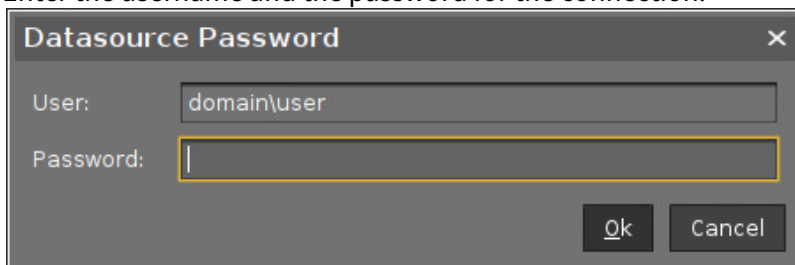 Enter the username and the password for the connection.
Datasource Password ×
User: domain\user
Password:
Ok Cancel